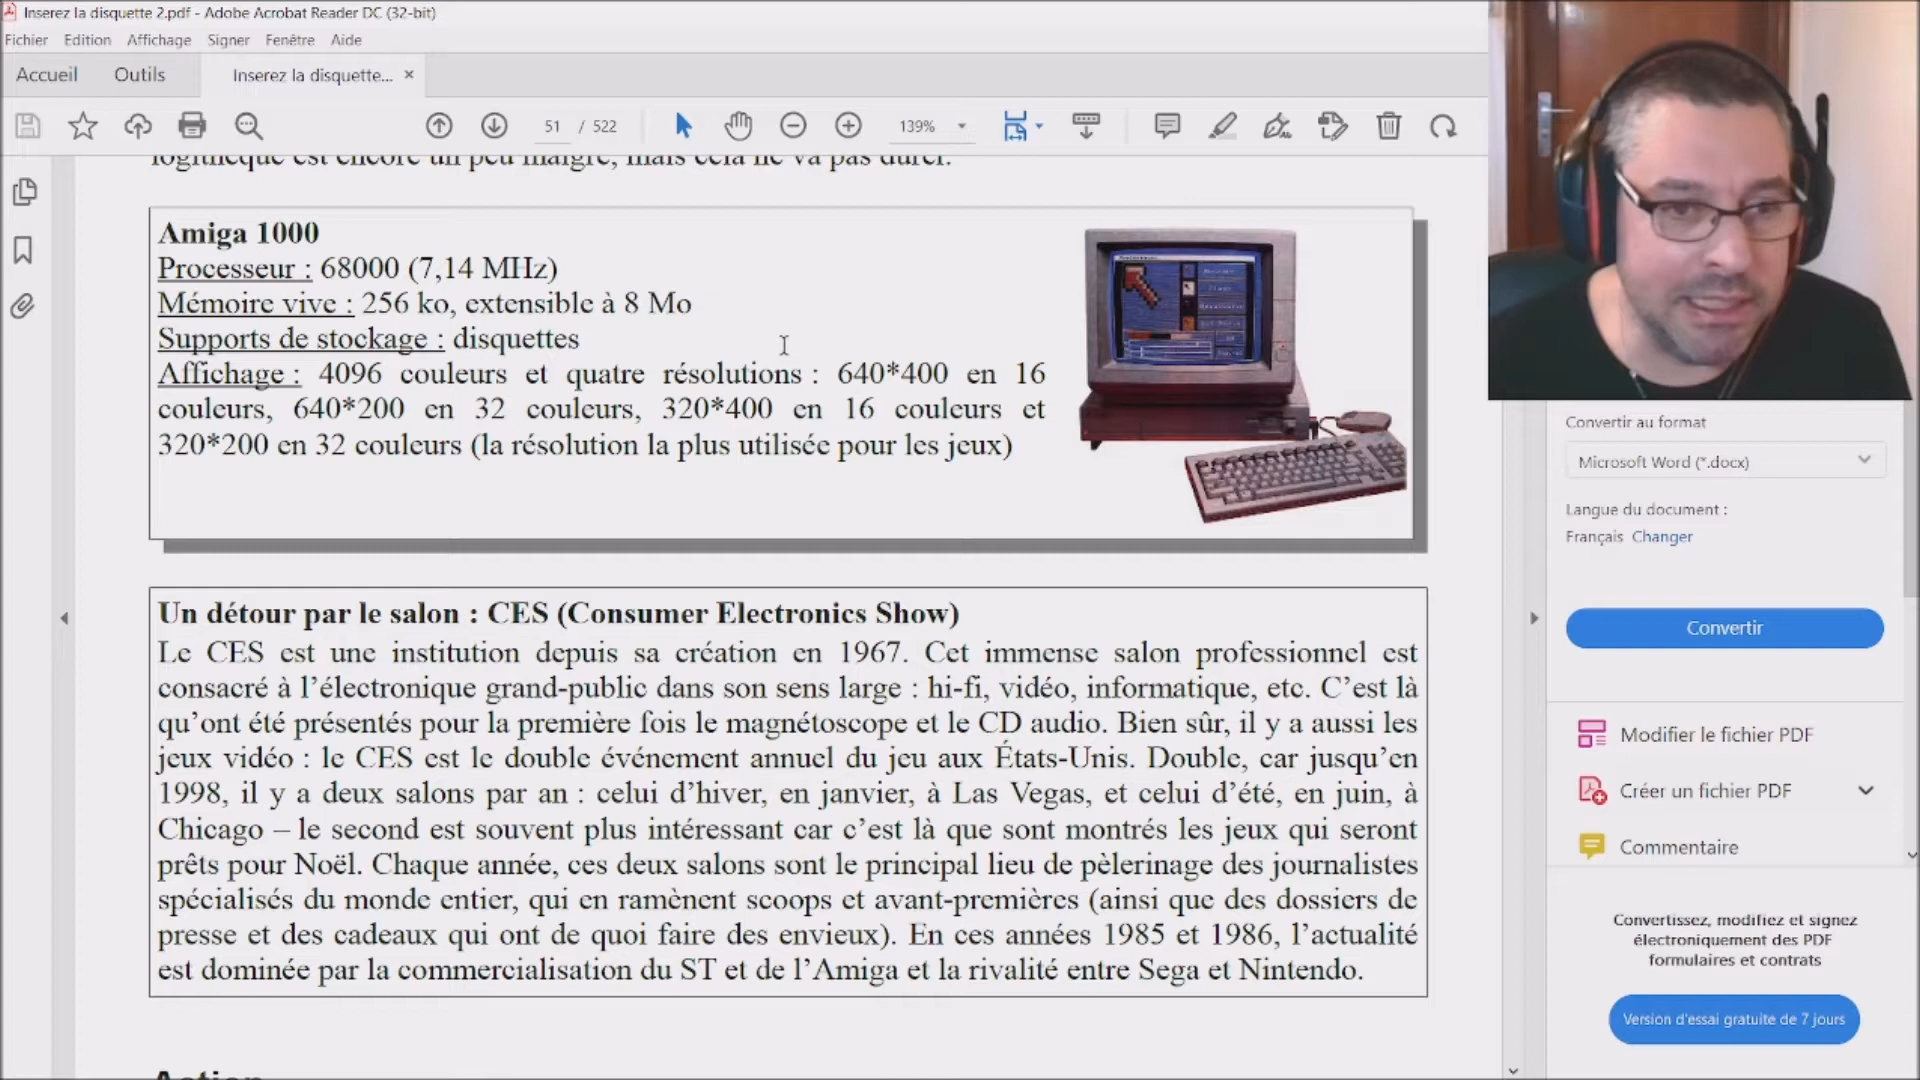 Inserez la disquette 2.pdf - Adobe Acrobat Reader DC (32-bit)
Fichier Edition Affichage Signer Fenêtre Aide
Accueil Outils Inserez la disquette... ×
51 / 522 139%
logithèque est encore un peu maigre, mais cela ne va pas durer.
Amiga 1000
Processeur : 68000 (7,14 MHz)
Mémoire vive : 256 ko, extensible à 8 Mo
Supports de stockage : disquettes
Affichage : 4096 couleurs et quatre résolutions : 640*400 en 16
couleurs, 640*200 en 32 couleurs, 320*400 en 16 couleurs et
320*200 en 32 couleurs (la résolution la plus utilisée pour les jeux)
Un détour par le salon : CES (Consumer Electronics Show)
Le CES est une institution depuis sa création en 1967. Cet immense salon professionnel est
consacré à l’électronique grand-public dans son sens large : hi-fi, vidéo, informatique, etc. C’est là
qu’ont été présentés pour la première fois le magnétoscope et le CD audio. Bien sûr, il y a aussi les
jeux vidéo : le CES est le double événement annuel du jeu aux États-Unis. Double, car jusqu’en
1998, il y a deux salons par an : celui d’hiver, en janvier, à Las Vegas, et celui d’été, en juin, à
Chicago – le second est souvent plus intéressant car c’est là que sont montrés les jeux qui seront
prêts pour Noël. Chaque année, ces deux salons sont le principal lieu de pèlerinage des journalistes
spécialisés du monde entier, qui en ramènent scoops et avant-premières (ainsi que des dossiers de
presse et des cadeaux qui ont de quoi faire des envieux). En ces années 1985 et 1986, l’actualité
est dominée par la commercialisation du ST et de l’Amiga et la rivalité entre Sega et Nintendo.
Action
Convertir au format
Microsoft Word (*.docx)
Langue du document :
Français Changer
Convertir
Modifier le fichier PDF
Créer un fichier PDF
Commentaire
Convertissez, modifiez et signez
électroniquement des PDF
formulaires et contrats
Version d'essai gratuite de 7 jours